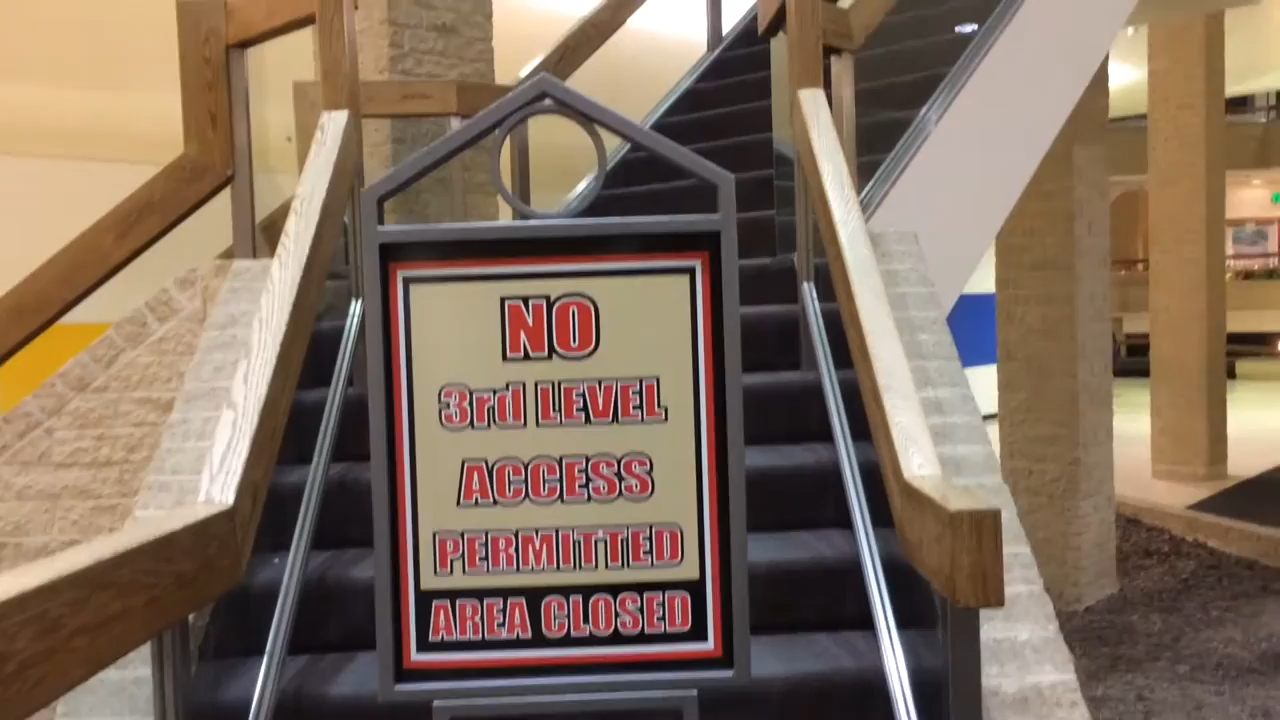 NO
3rd LEVEL
ACCESS
PERMITTED
AREA CLOSED